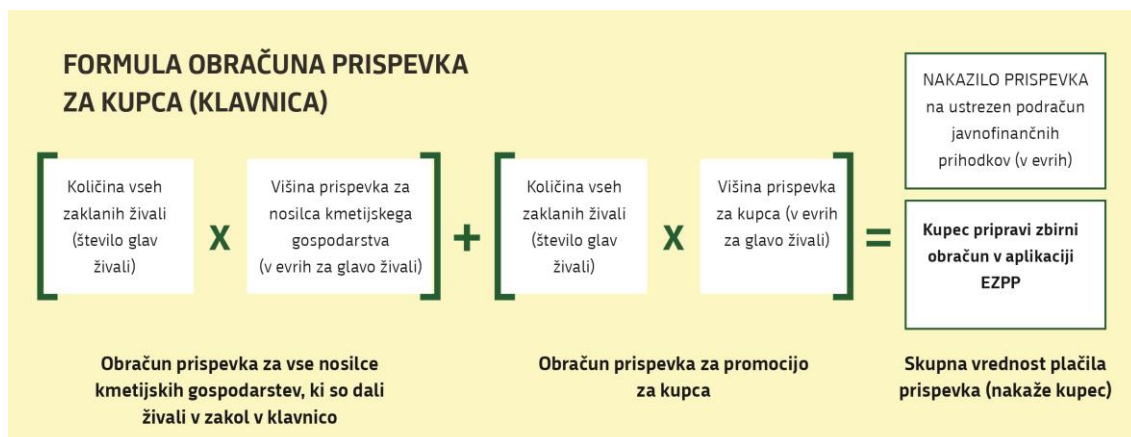 FORMULA OBRAČUNA PRISPEVKA
ZA KUPCA (KLAVNICA)
Količina vseh
zaklanih živali
(število glav
živali)
X
Višina prispevka za
nosilca kmetijskega
gospodarstva
(v evrih za glavo živali)
+
Količina vseh
zaklanih živali
(število glav
živali)
X
Višina prispevka
za kupca (v evrih
za glavo živali)
=
NAKAZILO PRISPEVKA
na ustrezen podračun
javnofinančnih
prihodkov (v evrih)
Kupec pripravi zbirni
obračun v aplikaciji
EZPP
Obračun prispevka za vse nosilce
kmetijskih gospodarstev, ki so dali
živali v zakol v klavnico
Obračun prispevka za promocijo
za kupca
Skupna vrednost plačila
prispevka (nakaže kupec)